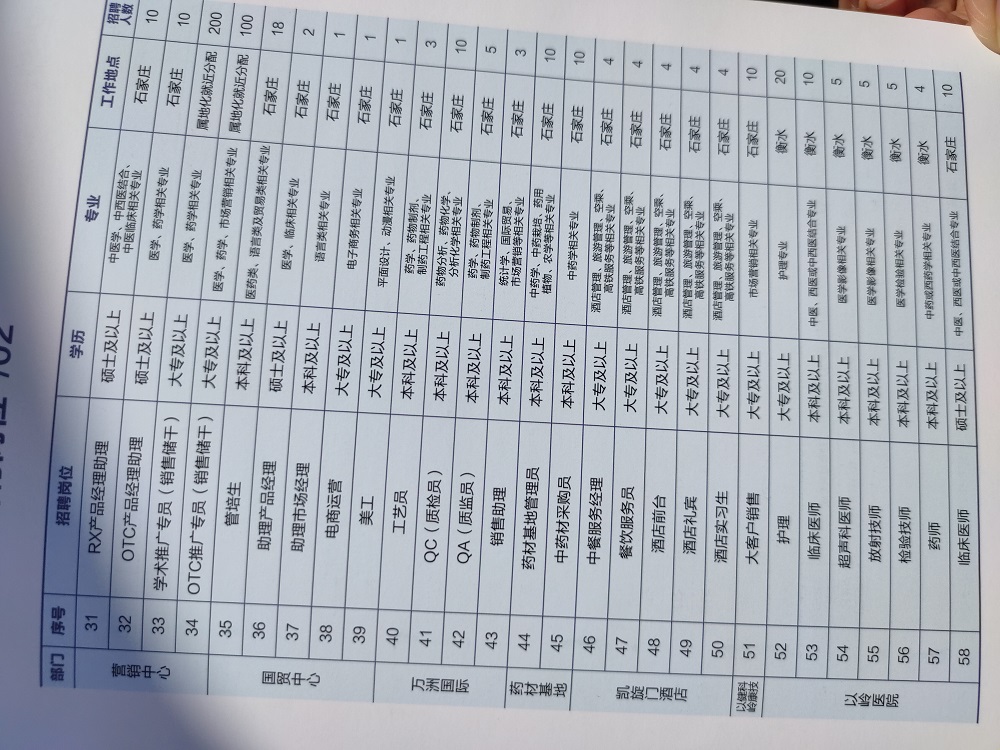 部门 序号 招聘岗位 学历 专业 工作地点 招聘人数
营销中心
31 RX产品经理助理 硕士及以上 中医学、中西医结合、中医临床相关专业 石家庄 10
32 OTC产品经理助理 硕士及以上 医学、药学相关专业 石家庄 10
33 学术推广专员（销售储干） 大专及以上 医学、药学相关专业 属地化就近分配 200
34 OTC推广专员（销售储干） 大专及以上 医学、药学、市场营销相关专业 属地化就近分配 100
国贸中心
35 管培生 本科及以上 医药类、语言类及贸易类相关专业 石家庄 18
36 助理产品经理 硕士及以上 医学、临床相关专业 石家庄 2
37 助理市场经理 本科及以上 语言类相关专业 石家庄 1
38 电商运营 大专及以上 电子商务相关专业 石家庄 1
39 美工 大专及以上 平面设计、动漫相关专业 石家庄 1
万洲国际
40 工艺员 本科及以上 药学、药物制剂、制药工程相关专业 石家庄 3
41 QC（质检员） 本科及以上 药物分析、药物化学、分析化学相关专业 石家庄 10
42 QA（质监员） 本科及以上 药学、药物制剂、制药工程相关专业 石家庄 5
43 销售助理 本科及以上 统计学、国际贸易、市场营销等相关专业 石家庄 3
药材基地
44 药材基地管理员 本科及以上 中药学、中药栽培、药用植物、农学等相关专业 石家庄 10
45 中药材采购员 本科及以上 中药学相关专业 石家庄 10
凯旋门酒店
46 中餐服务经理 大专及以上 酒店管理、旅游管理、空乘、高铁服务等相关专业 石家庄 4
47 餐饮服务员 大专及以上 酒店管理、旅游管理、空乘、高铁服务等相关专业 石家庄 4
48 酒店前台 大专及以上 酒店管理、旅游管理、空乘、高铁服务等相关专业 石家庄 4
49 酒店礼宾 大专及以上 酒店管理、旅游管理、空乘、高铁服务等相关专业 石家庄 4
50 酒店实习生 大专及以上 酒店管理、旅游管理、空乘、高铁服务等相关专业 石家庄 4
以岭健康科技
51 大客户销售 大专及以上 市场营销相关专业 石家庄 10
以岭医院
52 护理 大专及以上 护理专业 衡水 20
53 临床医师 本科及以上 中医、西医或中西医结合专业 衡水 10
54 超声科医师 本科及以上 医学影像相关专业 衡水 5
55 放射技师 本科及以上 医学影像相关专业 衡水 5
56 检验技师 本科及以上 医学检验相关专业 衡水 5
57 药师 本科及以上 中药或西药学相关专业 衡水 4
58 临床医师 硕士及以上 中医、西医或中西医结合专业 石家庄 10